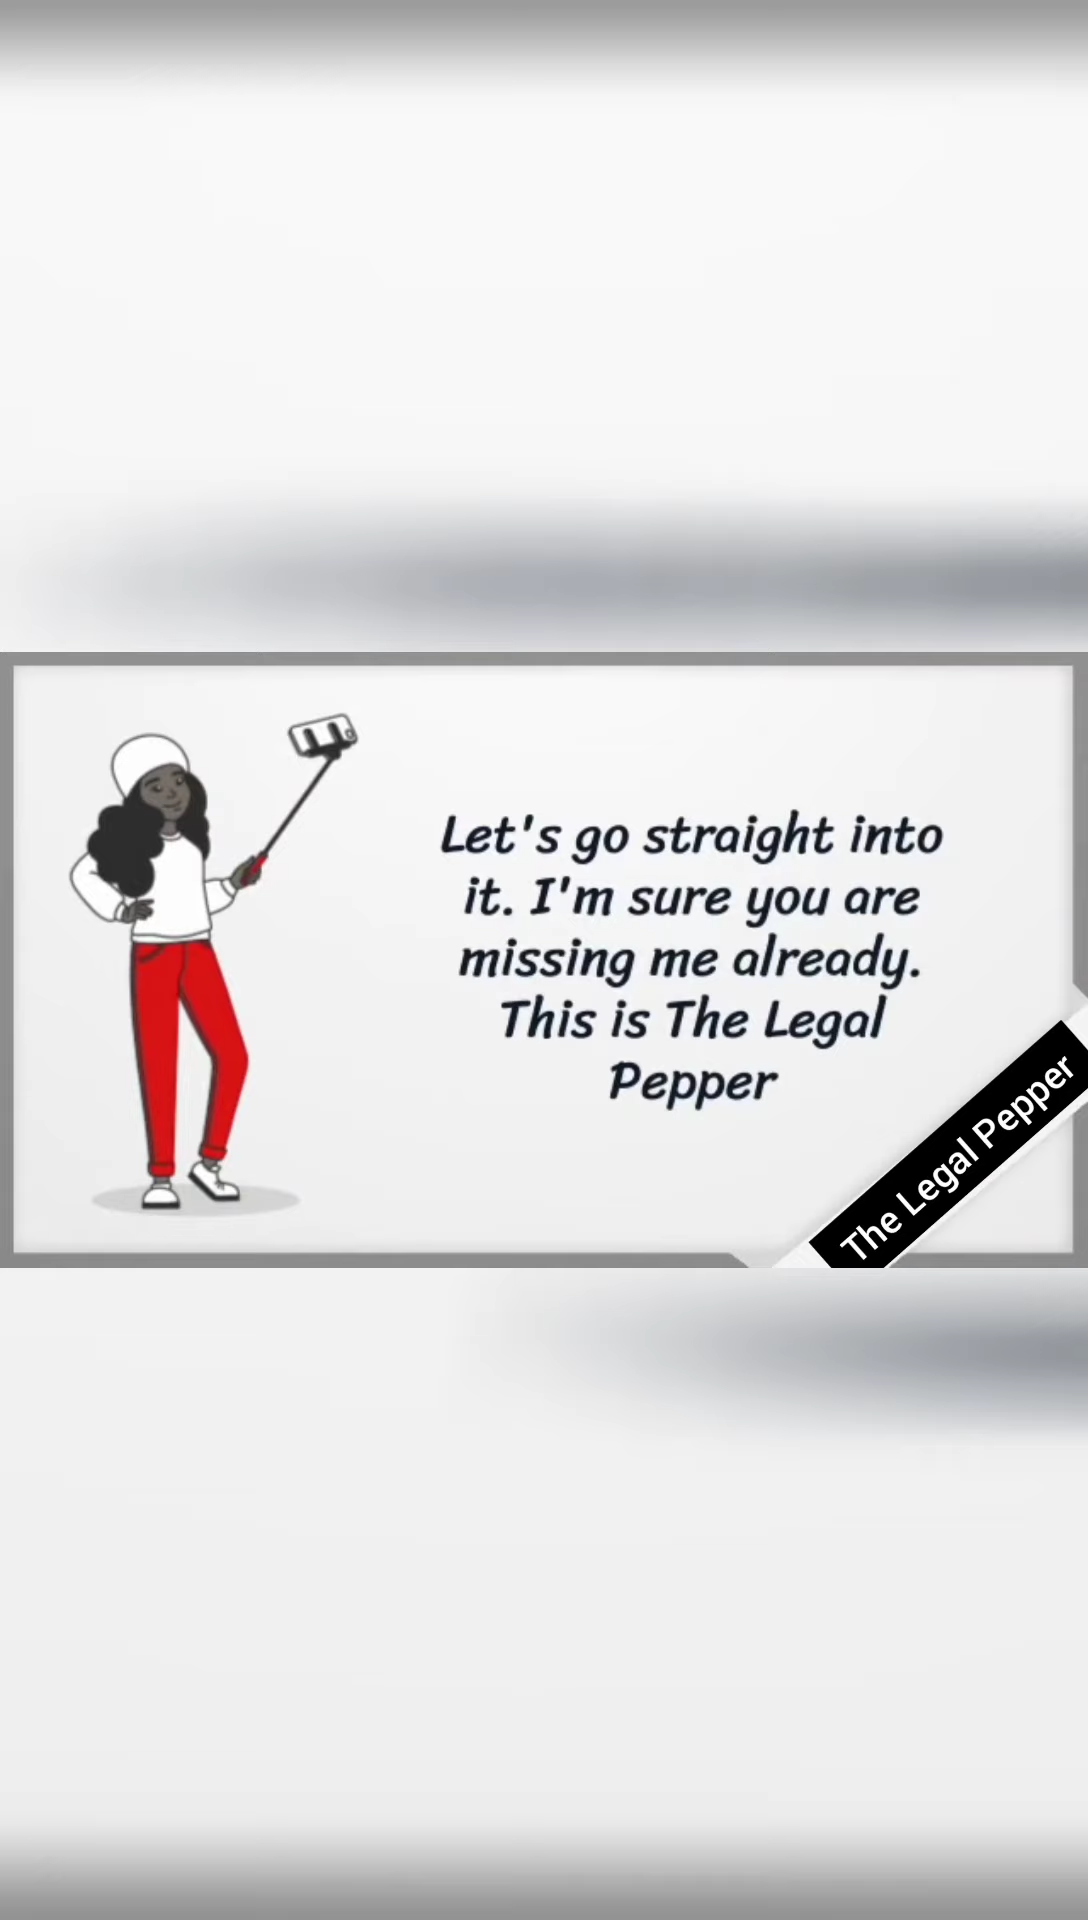 Let's go straight into
it. I'm sure you are
missing me already.
This is The Legal
Pepper
The Legal Pepper